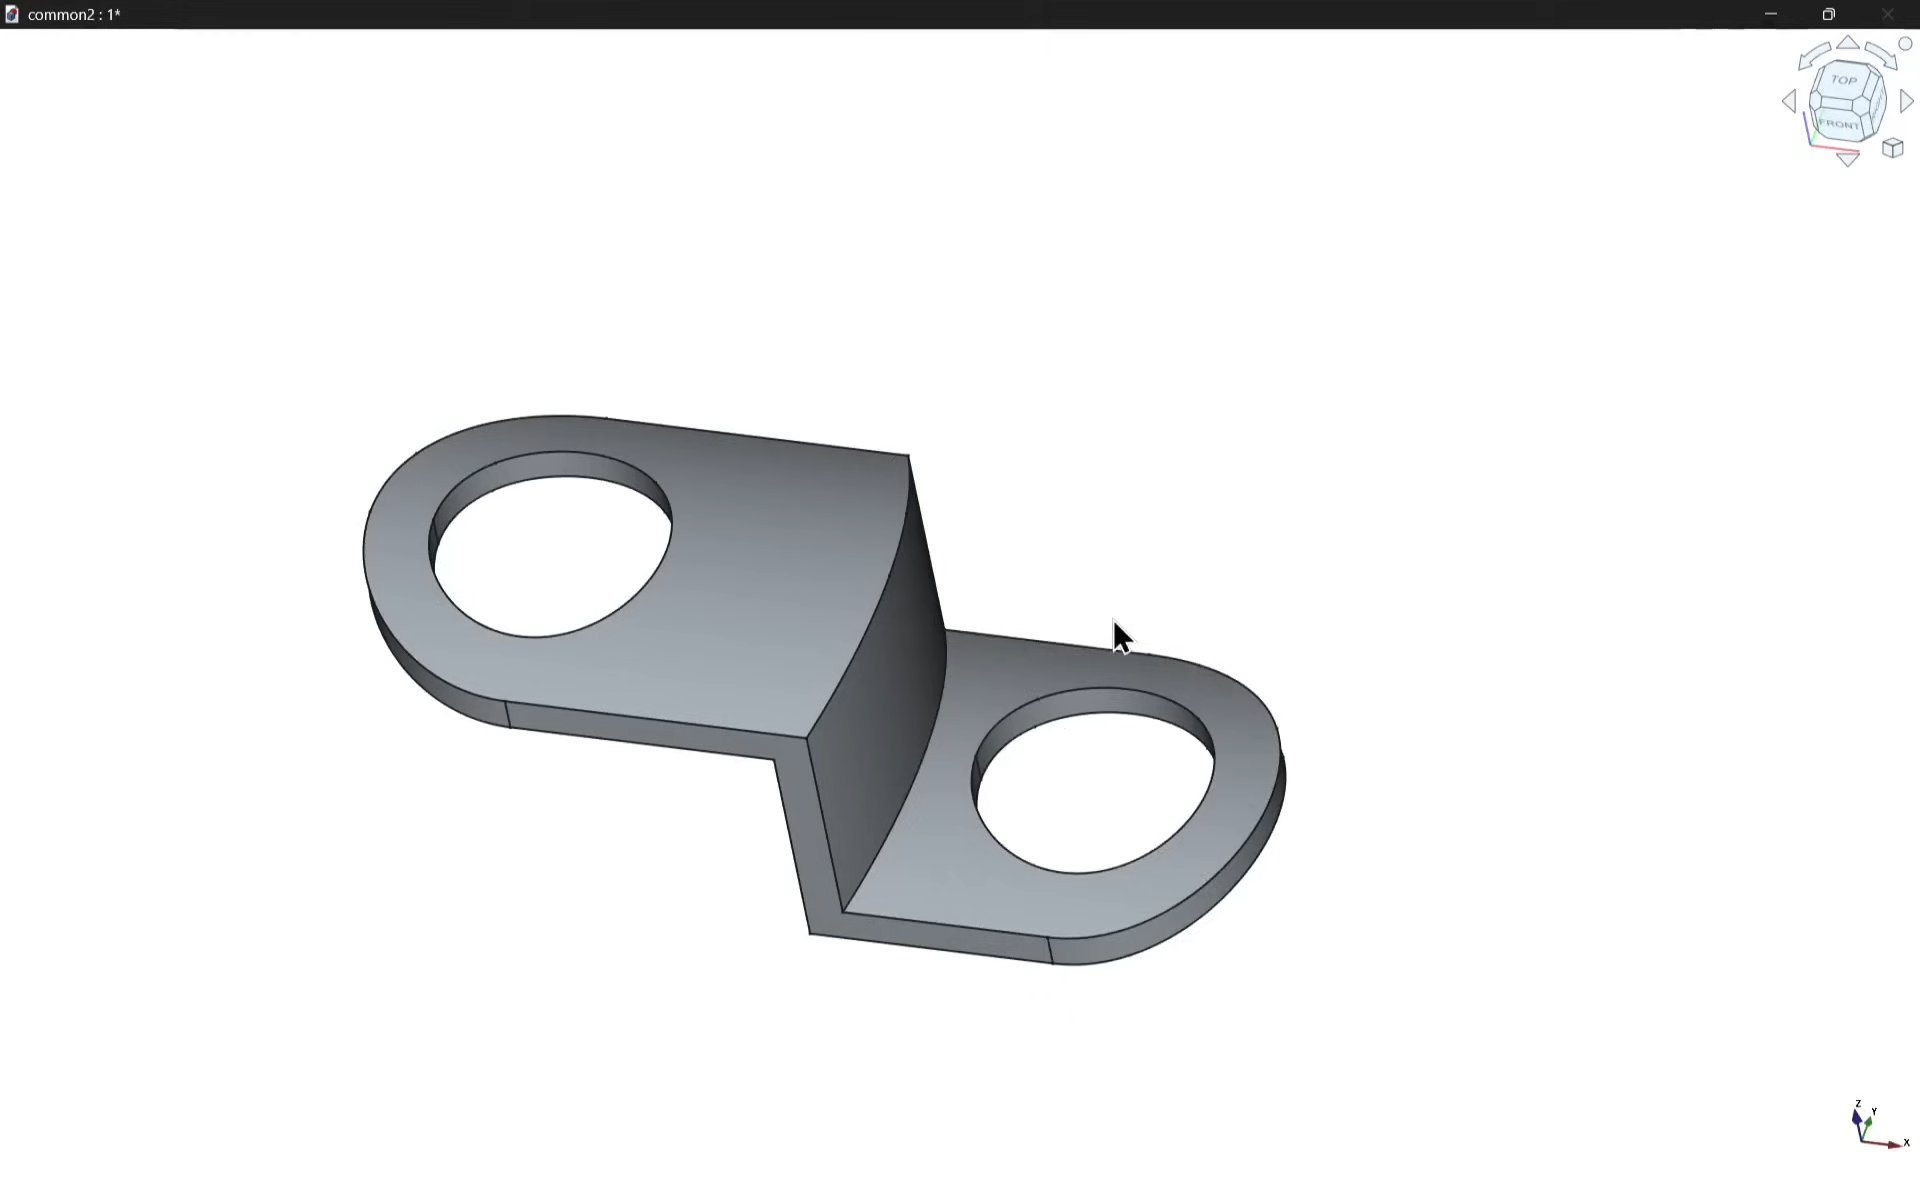 common2 : 1*
TOP
FRONT
Z
Y
X